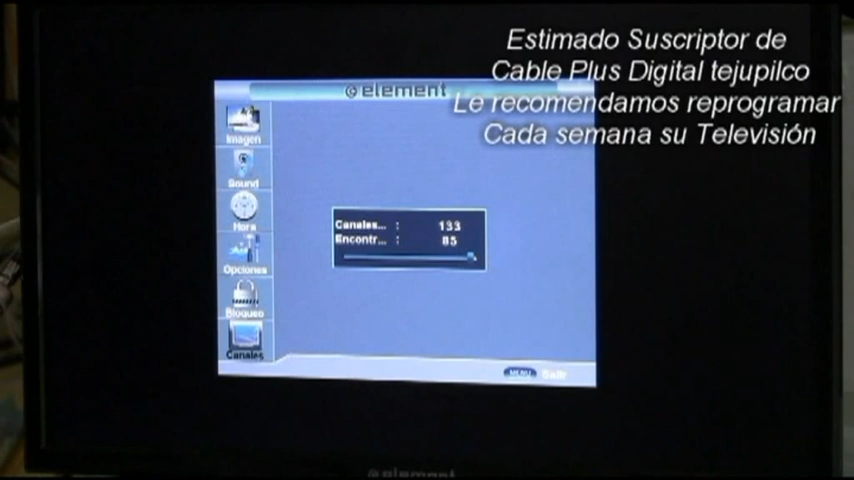 Estimado Suscriptor de
Cable Plus Digital tejupilco
Le recomendamos reprogramar
Cada semana su Televisión
element
Imagen
Sound
Hora
Opciones
Bloqueo
Canales
Canales... : 133
Encontr... : 85
MENU Salir
element